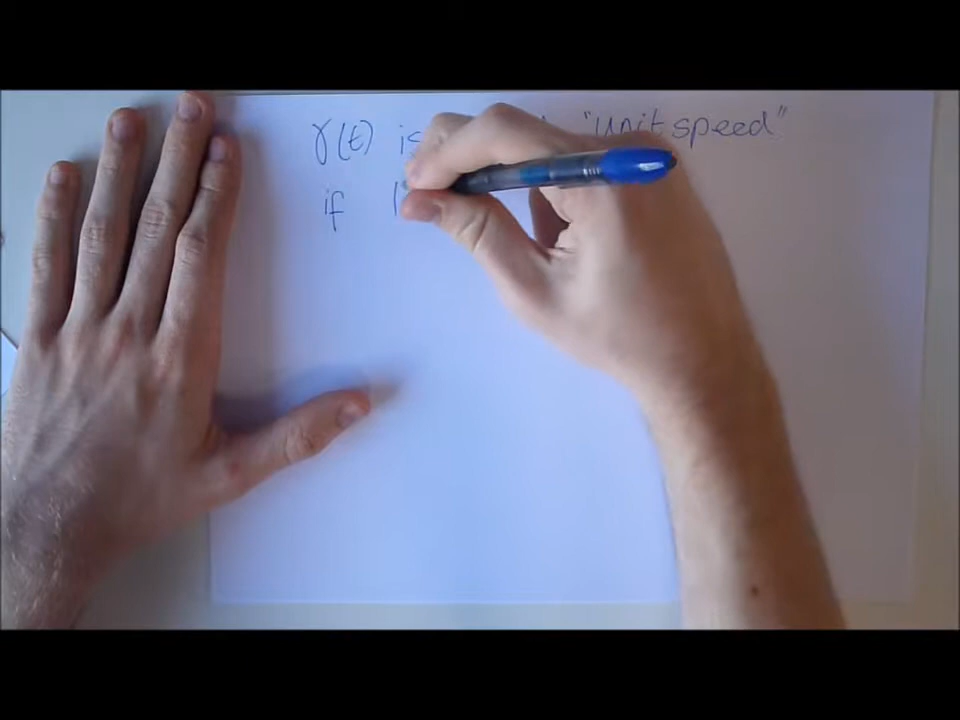 γ(t) is "unit speed"
if |